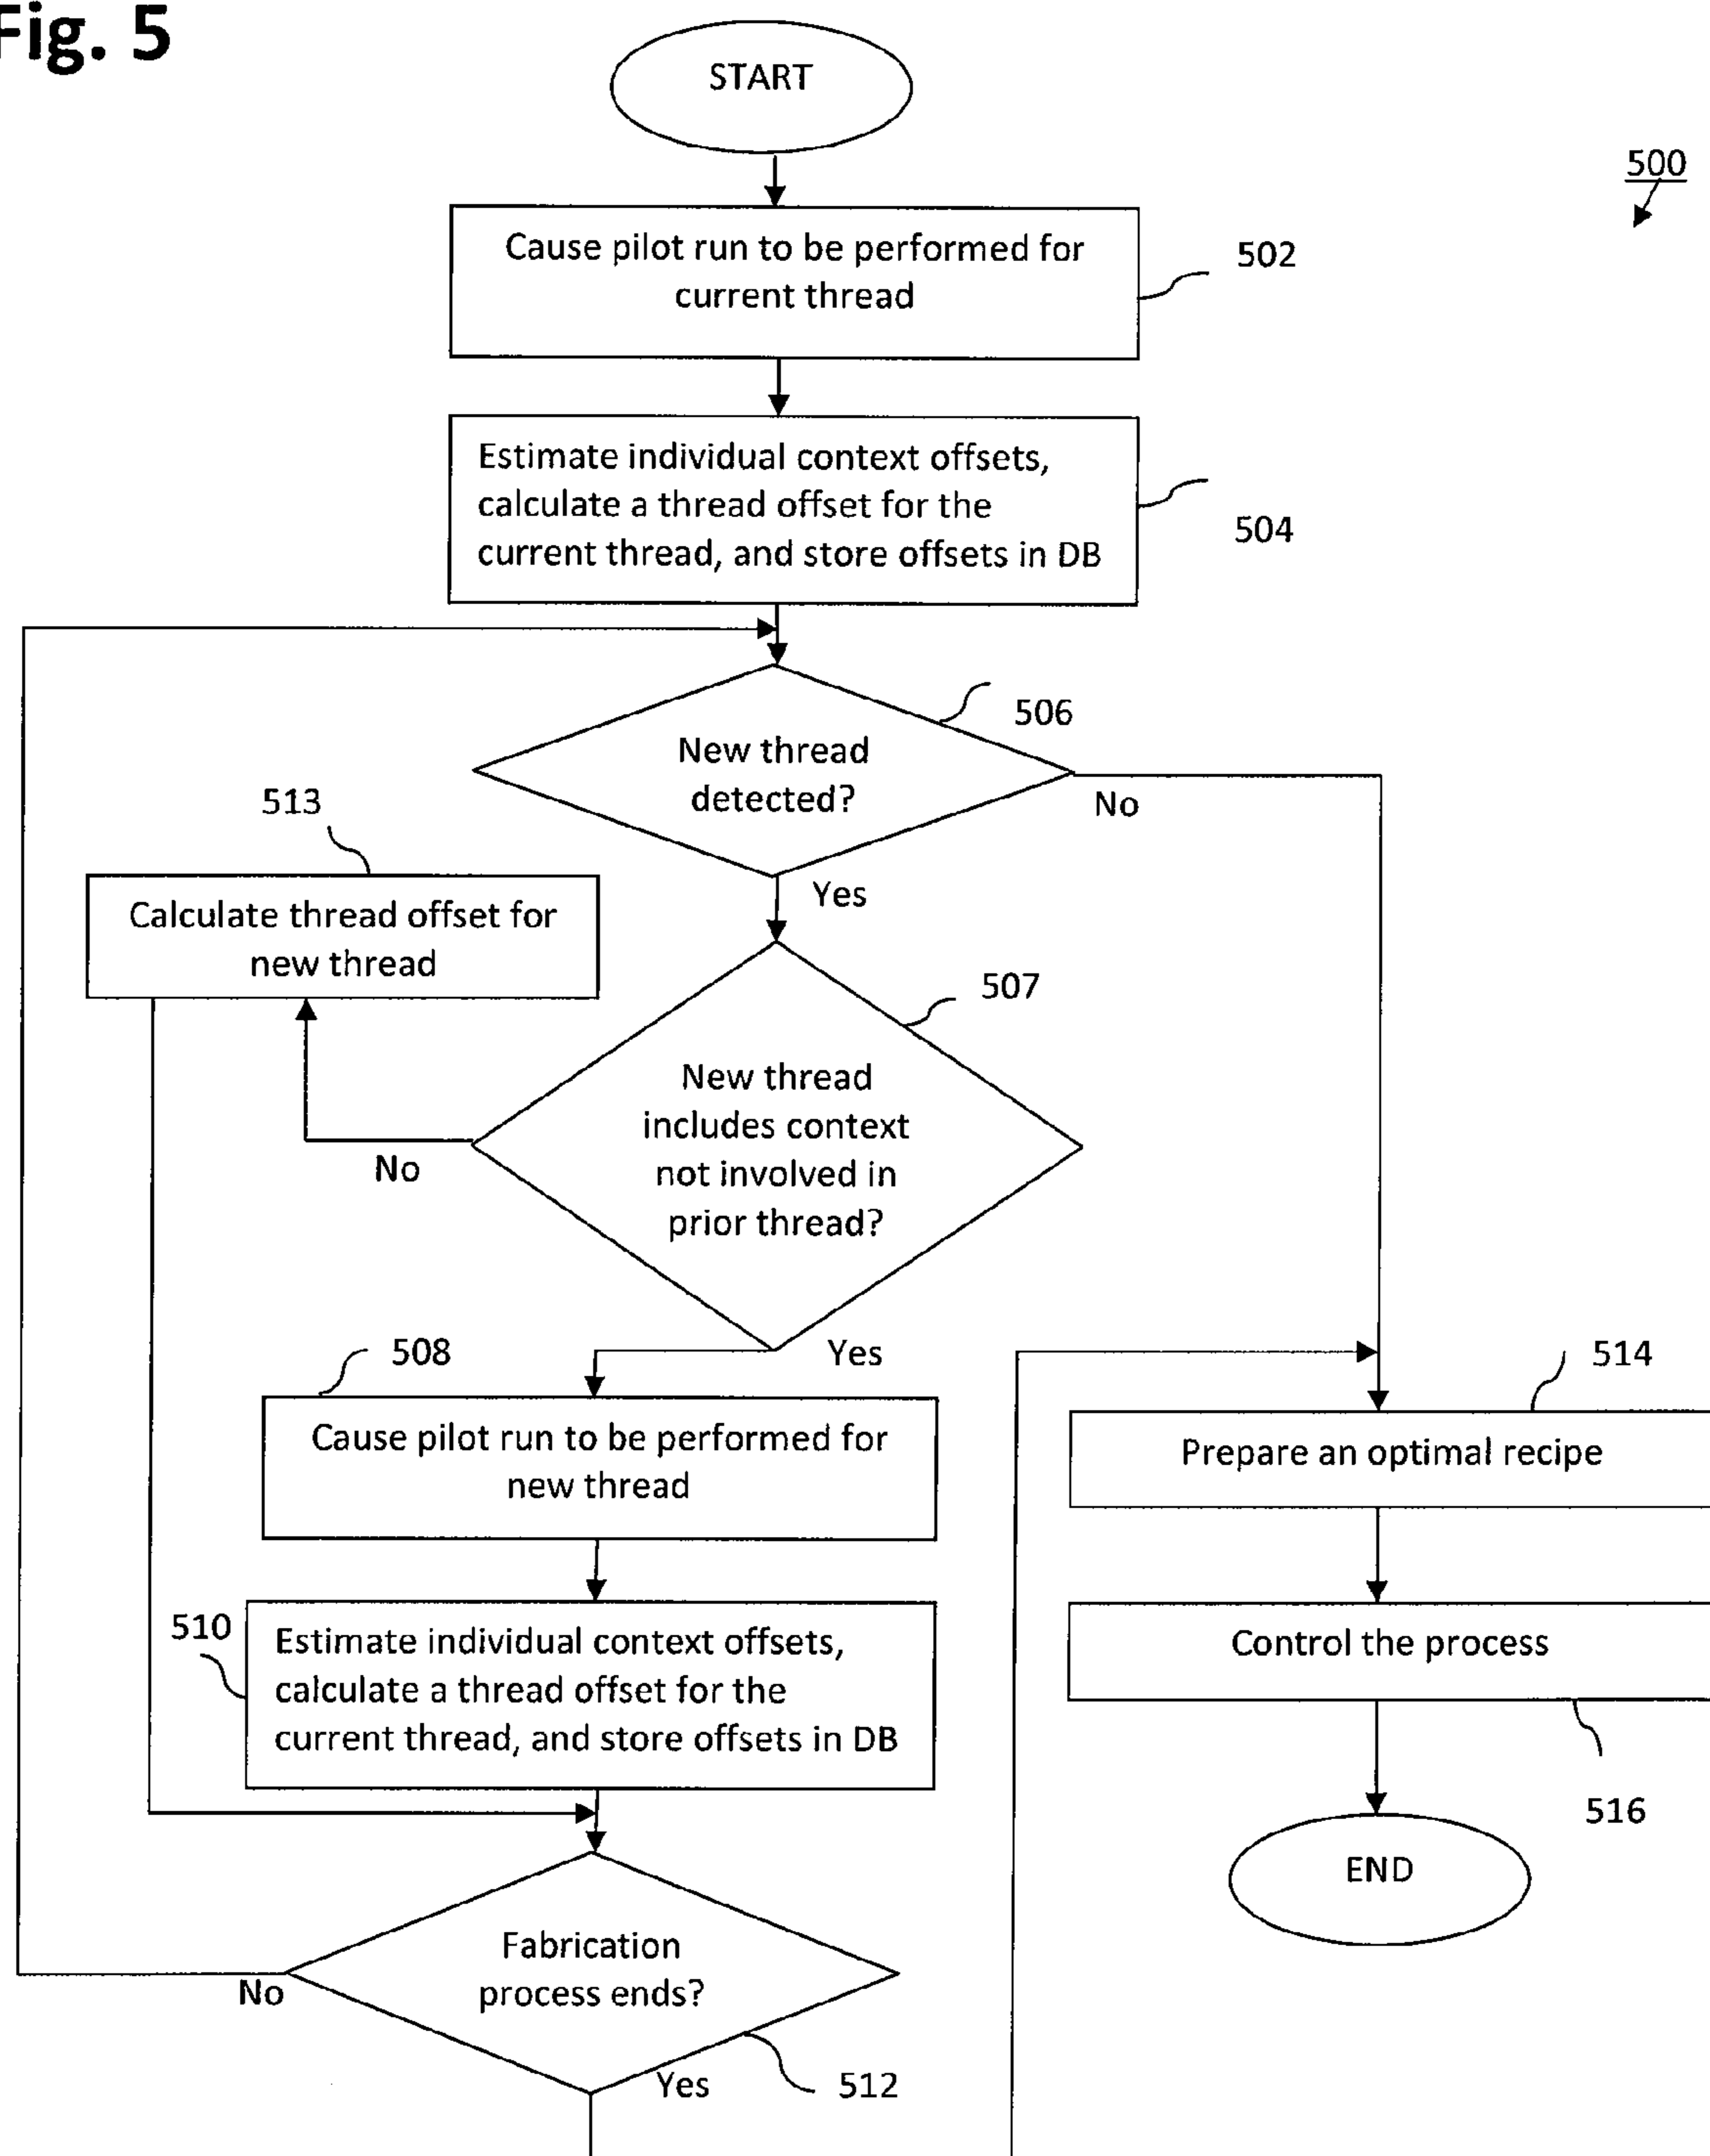 Fig. 5
START
500
Cause pilot run to be performed for
current thread
502
Estimate individual context offsets,
calculate a thread offset for the
current thread, and store offsets in DB
504
506
New thread
detected?
No
513
Yes
Calculate thread offset for
new thread
507
New thread
includes context
not involved in
prior thread?
No
Yes
508
514
Cause pilot run to be performed for
new thread
Prepare an optimal recipe
510
Estimate individual context offsets,
calculate a thread offset for the
current thread, and store offsets in DB
Control the process
516
END
Fabrication
process ends?
No
Yes
512